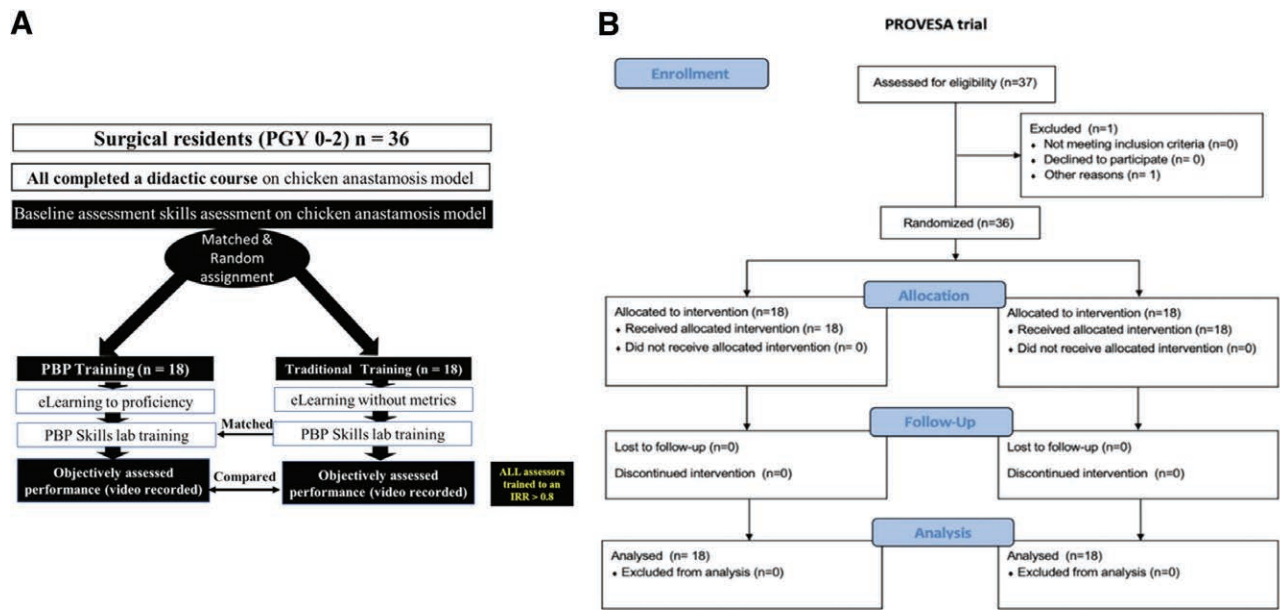 A
Surgical residents (PGY 0-2) n = 36
All completed a didactic course on chicken anastamosis model
Baseline assessment skills asessment on chicken anastamosis model
Matched &
Random
assignment
PBP Training (n = 18)
Traditional Training (n = 18)
eLearning to proficiency
eLearning without metrics
PBP Skills lab training
Matched
PBP Skills lab training
Objectively assessed
performance (video recorded)
Compared
Objectively assessed
performance (video recorded)
ALL assessors
trained to an
IRR > 0.8
B
PROVESA trial
Enrollment
Assessed for eligibility (n=37)
Excluded (n=1)
♦ Not meeting inclusion criteria (n=0)
♦ Declined to participate (n= 0)
♦ Other reasons (n= 1)
Randomized (n=36)
Allocation
Allocated to intervention (n=18)
♦ Received allocated intervention (n= 18)
♦ Did not receive allocated intervention (n= 0)
Allocated to intervention (n=18)
♦ Received allocated intervention (n=18)
♦ Did not receive allocated intervention (n=0)
Follow-Up
Lost to follow-up (n=0)
Discontinued intervention (n=0)
Lost to follow-up (n=0)
Discontinued intervention (n=0)
Analysis
Analysed (n= 18)
♦ Excluded from analysis (n=0)
Analysed (n=18)
♦ Excluded from analysis (n=0)